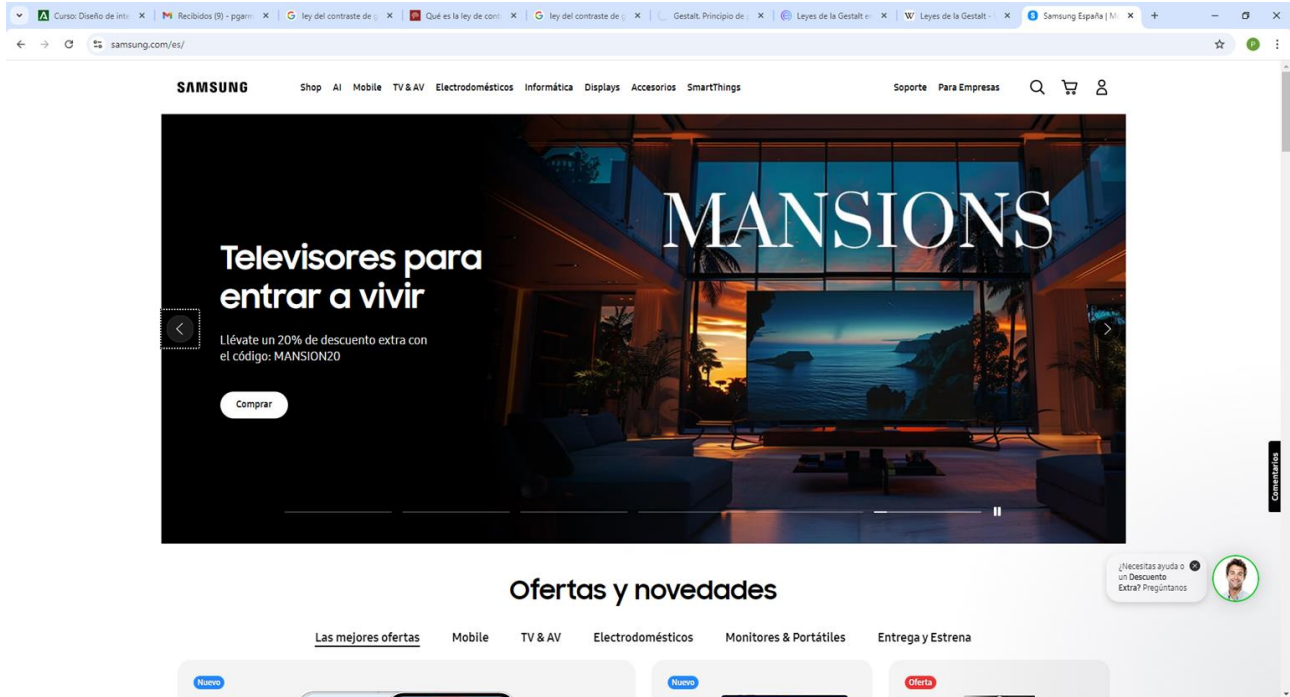 Curso: Diseño de inte
Recibidos (9) - pgarm
ley del contraste de g
Qué es la ley de cont
ley del contraste de g
Gestalt. Principio de
Leyes de la Gestalt e
Leyes de la Gestalt -
Samsung España | M
samsung.com/es/
P
SAMSUNG
Shop AI Mobile TV & AV Electrodomésticos Informática Displays Accesorios SmartThings
Soporte Para Empresas
MANSIONS
Televisores para
entrar a vivir
Llévate un 20% de descuento extra con
el código: MANSION20
Comprar
Comentarios
¿Necesitas ayuda o
un Descuento
Extra? Pregúntanos
Ofertas y novedades
Las mejores ofertas Mobile TV & AV Electrodomésticos Monitores & Portátiles Entrega y Estrena
Nuevo
Nuevo
Oferta